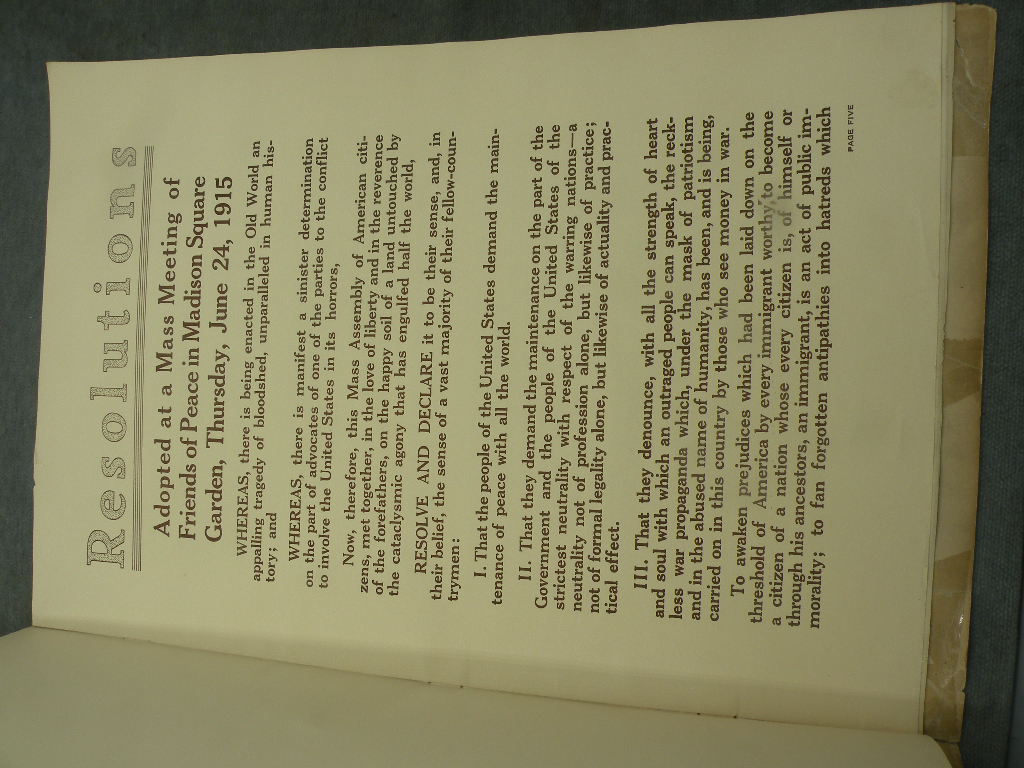 Resolutions
Adopted at a Mass Meeting of
Friends of Peace in Madison Square
Garden, Thursday, June 24, 1915
WHEREAS, there is being enacted in the Old World an
appalling tragedy of bloodshed, unparalleled in human his-
tory; and
WHEREAS, there is manifest a sinister determination
on the part of advocates of one of the parties to the conflict
to involve the United States in its horrors,
Now, therefore, this Mass Assembly of American citi-
zens, met together, in the love of liberty and in the reverence
of the forefathers, on the happy soil of a land untouched by
the cataclysmic agony that has engulfed half the world,
RESOLVE AND DECLARE it to be their sense, and, in
their belief, the sense of a vast majority of their fellow-coun-
trymen:
I. That the people of the United States demand the main-
tenance of peace with all the world.
II. That they demand the maintenance on the part of the
Government and the people of the United States of the
strictest neutrality with respect of the warring nations—a
neutrality not of profession alone, but likewise of practice;
not of formal legality alone, but likewise of actuality and prac-
tical effect.
III. That they denounce, with all the strength of heart
and soul with which an outraged people can speak, the reck-
less war propaganda which, under the mask of patriotism
and in the abused name of humanity, has been, and is being,
carried on in this country by those who see money in war.
To awaken prejudices which had been laid down on the
threshold of America by every immigrant worthy to become
a citizen of a nation whose every citizen is, of himself or
through his ancestors, an immigrant, is an act of public im-
morality; to fan forgotten antipathies into hatreds which
PAGE FIVE